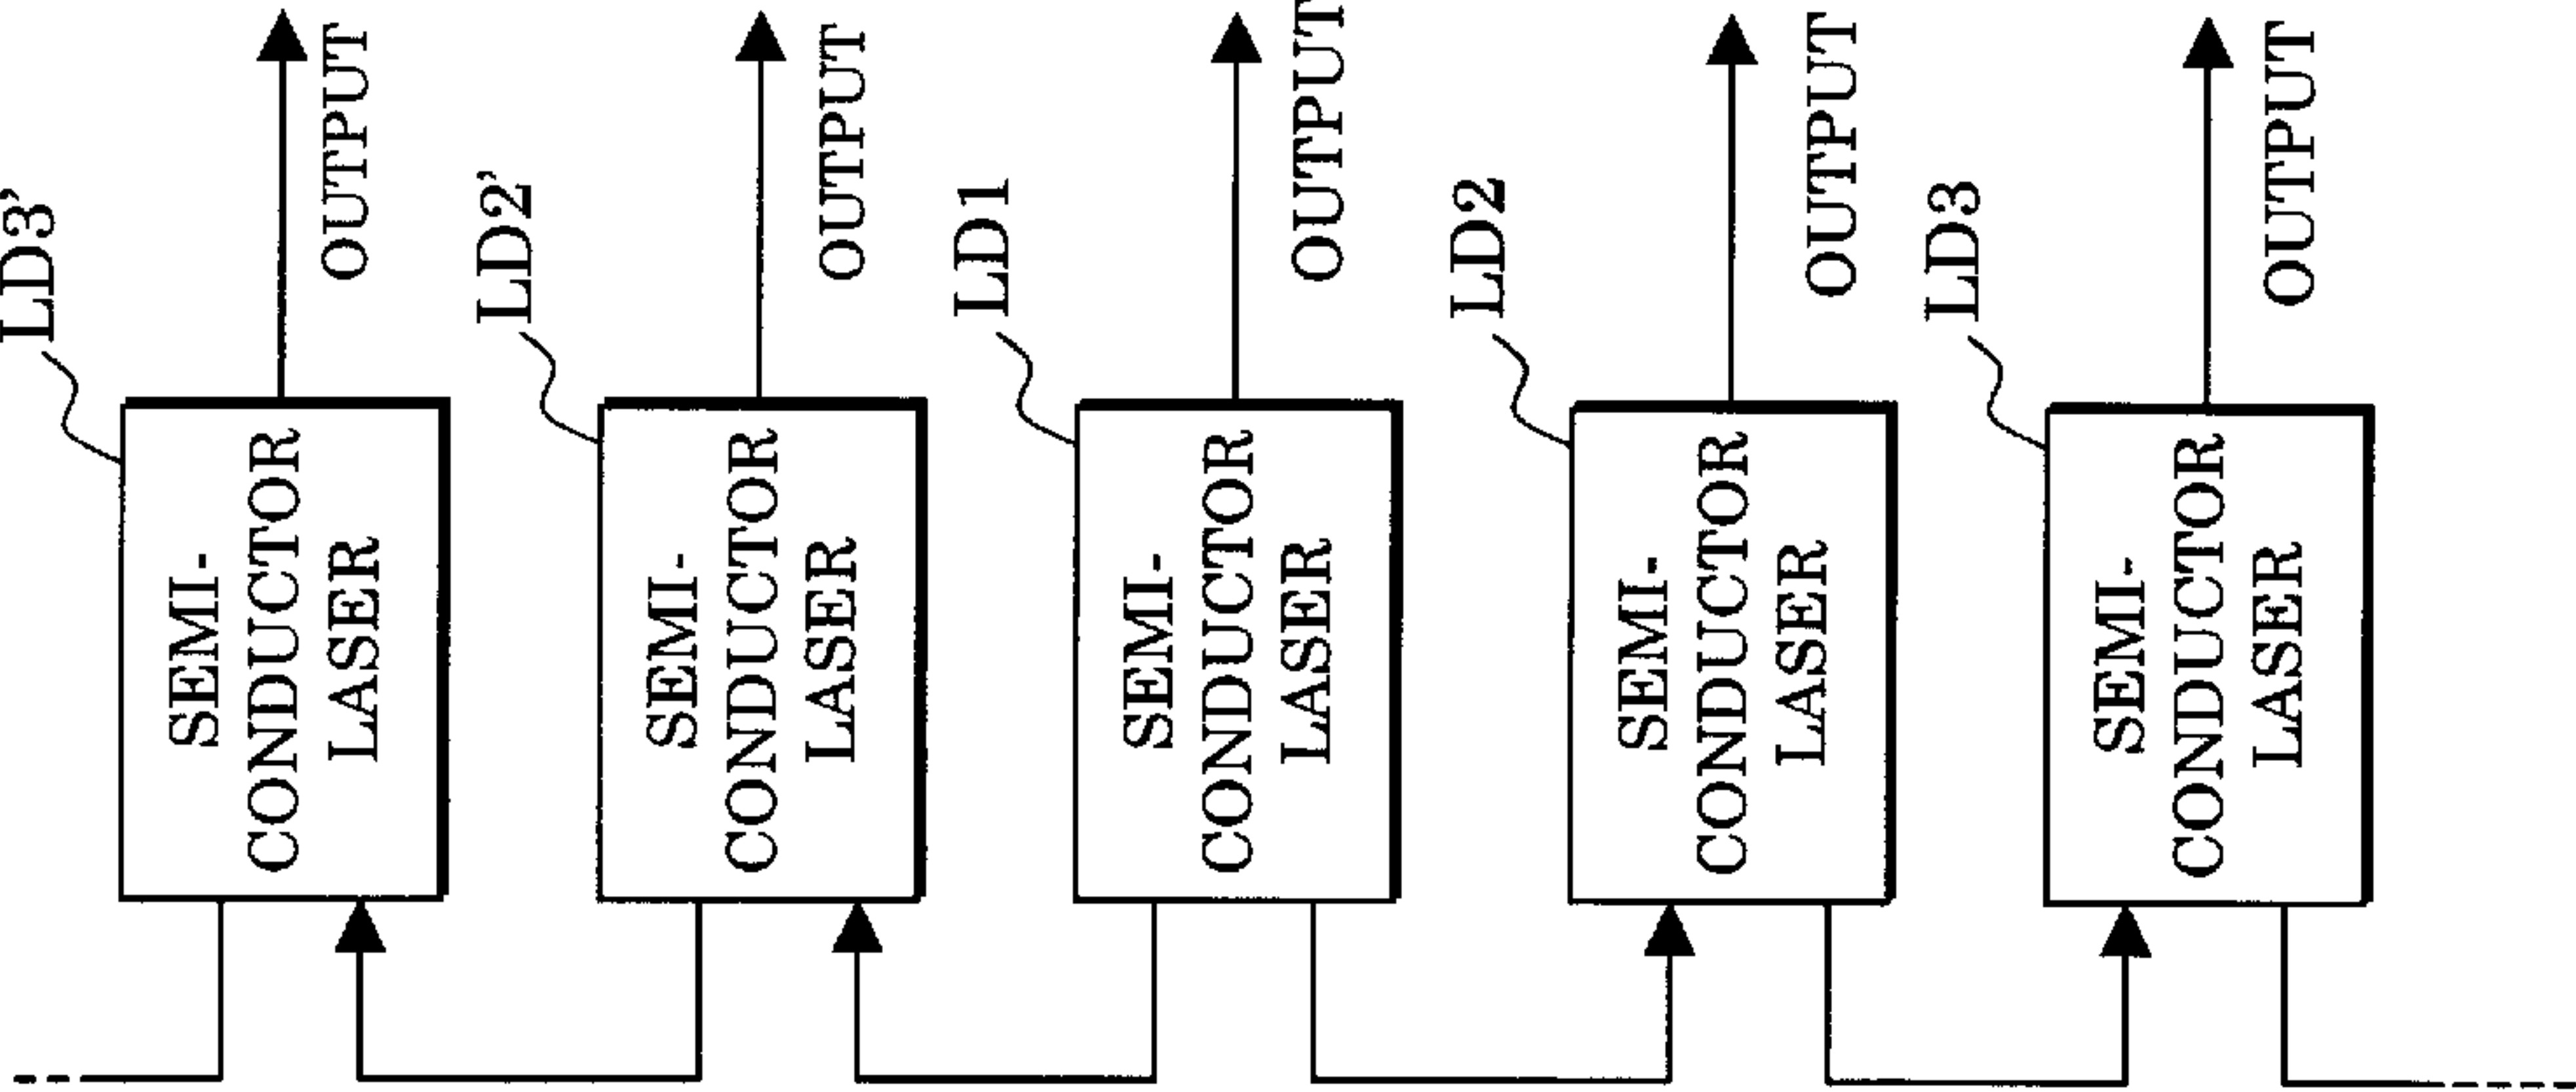 LD3'
SEMI-
CONDUCTOR
LASER
OUTPUT
LD2'
SEMI-
CONDUCTOR
LASER
OUTPUT
LD1
SEMI-
CONDUCTOR
LASER
OUTPUT
LD2
SEMI-
CONDUCTOR
LASER
OUTPUT
LD3
SEMI-
CONDUCTOR
LASER
OUTPUT